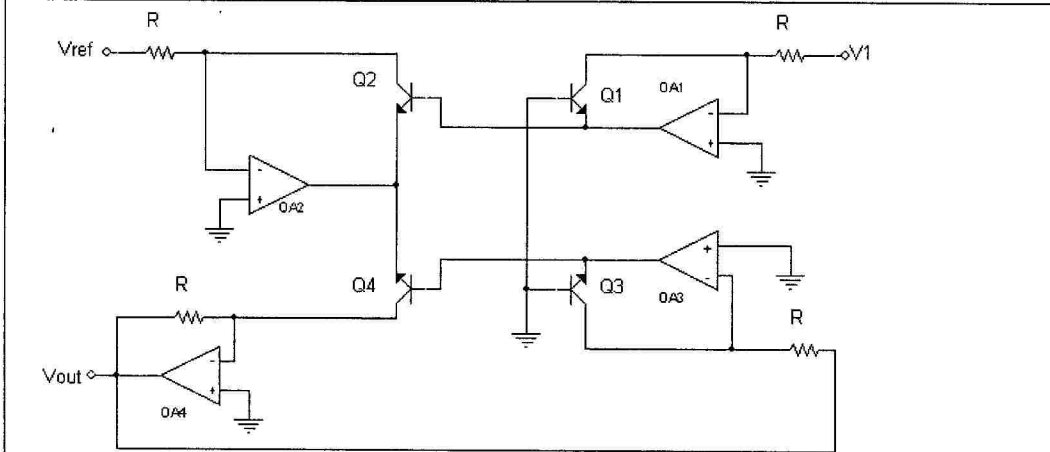 R
R
Vref
V1
Q2
Q1
OA1
-
+
-
+
OA2
Q4
Q3
+
-
OA3
R
R
-
+
Vout
OA4